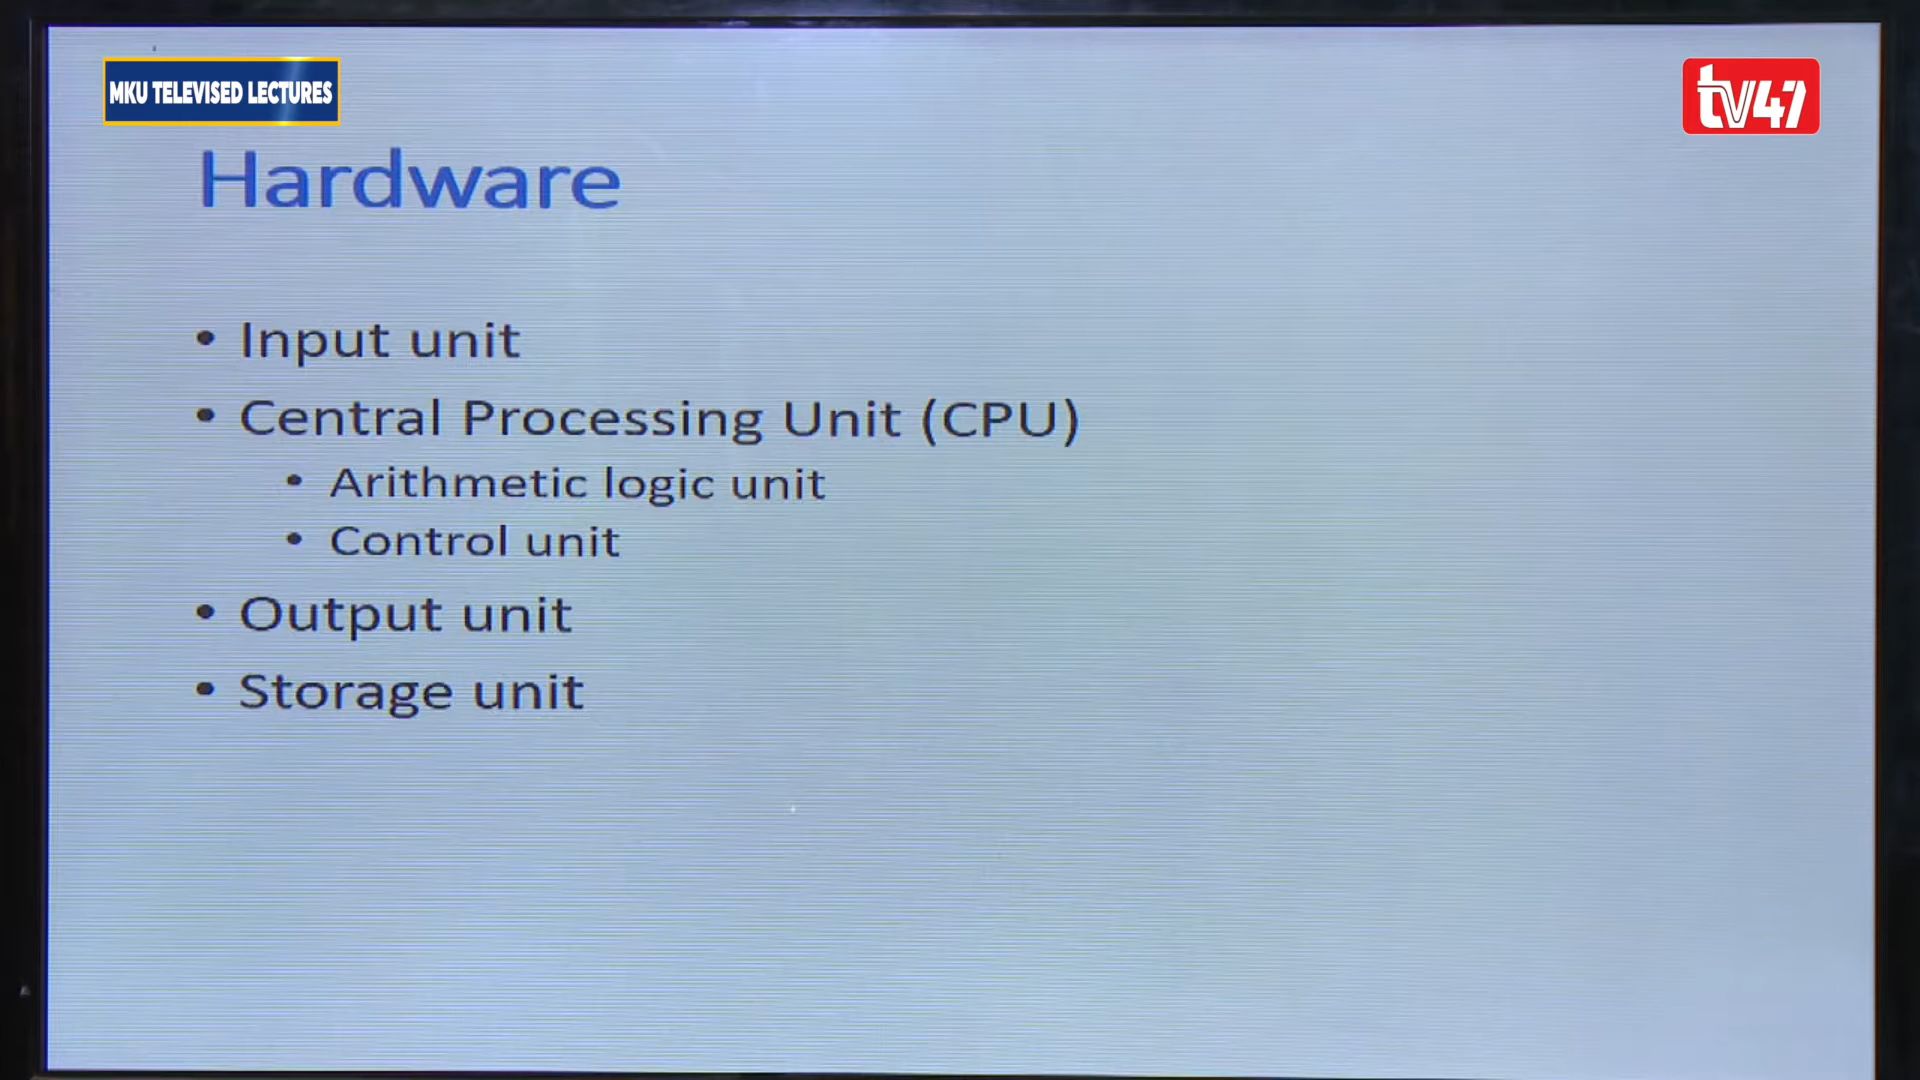 MKU TELEVISED LECTURES
tv47
Hardware
• Input unit
• Central Processing Unit (CPU)
• Arithmetic logic unit
• Control unit
• Output unit
• Storage unit